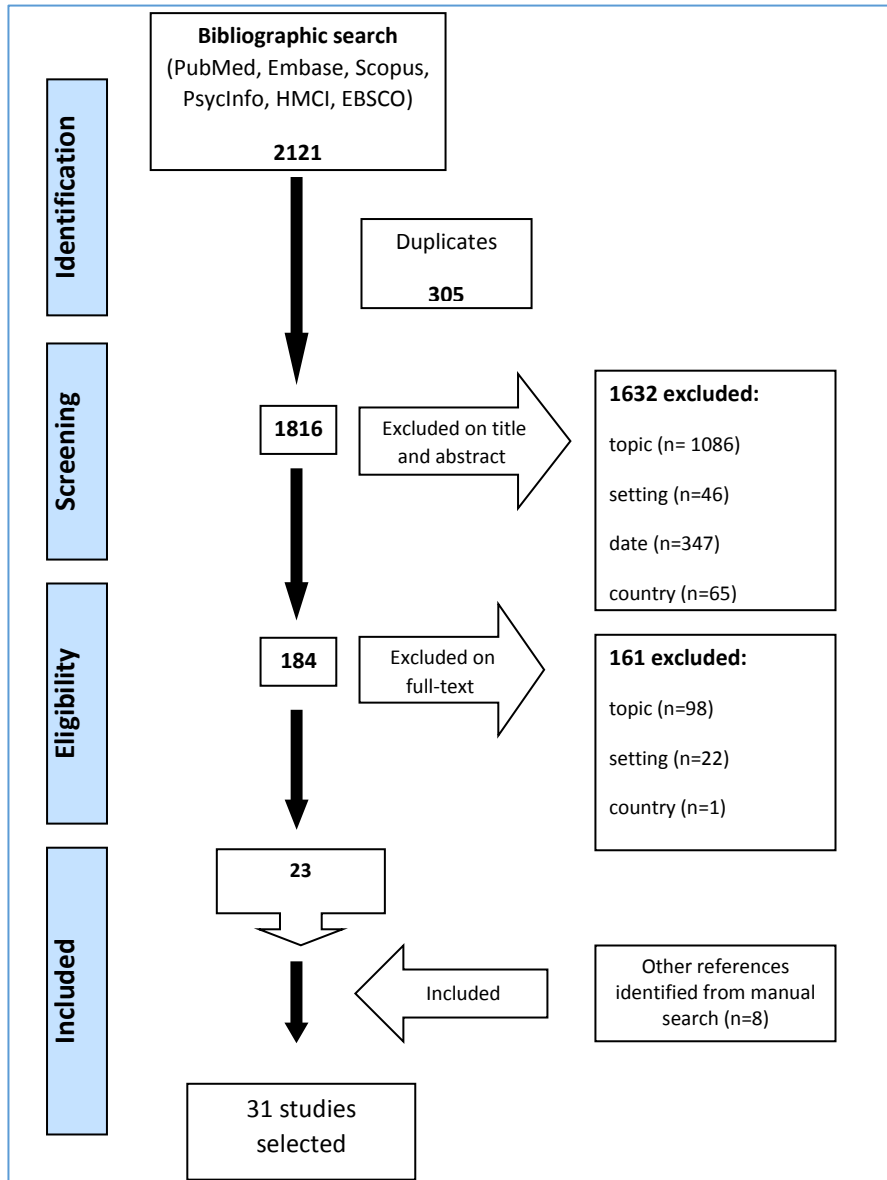 Bibliographic search
(PubMed, Embase, Scopus,
PsycInfo, HMCI, EBSCO)
2121
Identification
Duplicates
305
Screening
1816
Excluded on title
and abstract
1632 excluded:
topic (n= 1086)
setting (n=46)
date (n=347)
country (n=65)
Eligibility
184
Excluded on
full-text
161 excluded:
topic (n=98)
setting (n=22)
country (n=1)
Included
23
Included
Other references
identified from manual
search (n=8)
31 studies
selected